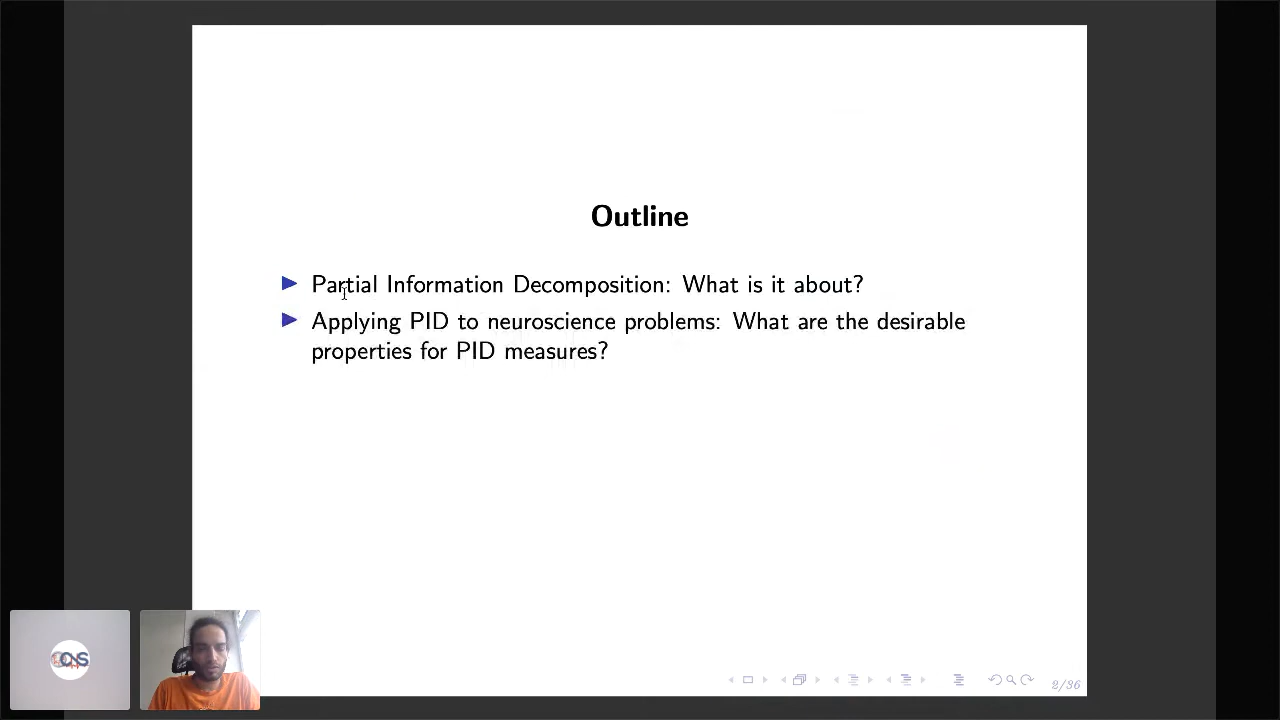 Outline
Partial Information Decomposition: What is it about?
Applying PID to neuroscience problems: What are the desirable
properties for PID measures?
2/36